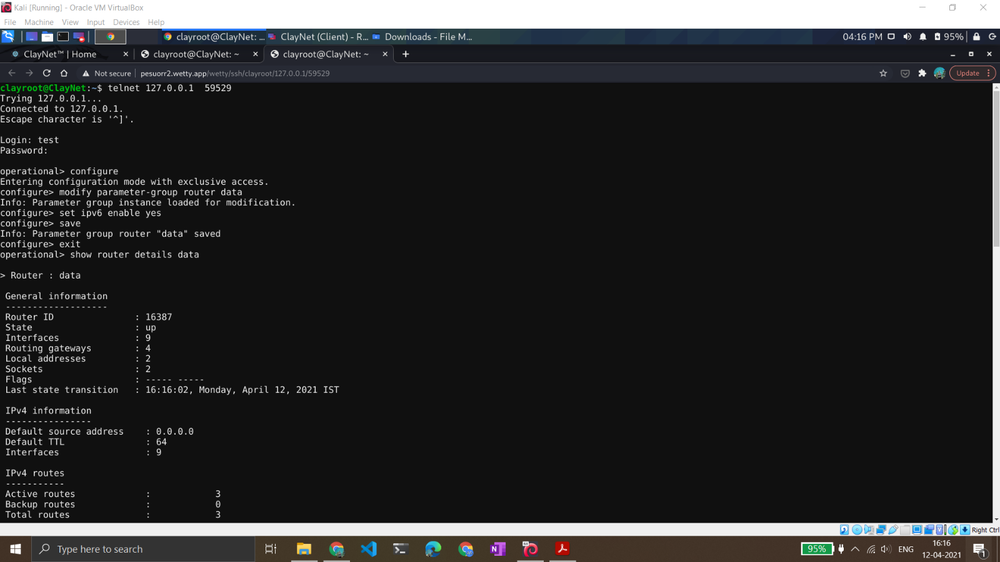 Kali [Running] - Oracle VM VirtualBox
File Machine View Input Devices Help
clayroot@ClayNet: ... ClayNet (Client) - R... Downloads - File M... 04:16 PM 95%
ClayNet™ | Home clayroot@ClayNet: ~ clayroot@ClayNet: ~
Not secure pesuorr2.wetty.app/wetty/ssh/clayroot/127.0.0.1/59529 Update
clayroot@ClayNet:~$ telnet 127.0.0.1  59529
Trying 127.0.0.1...
Connected to 127.0.0.1.
Escape character is '^]'.
Login: test
Password:
operational> configure
Entering configuration mode with exclusive access.
configure> modify parameter-group router data
Info: Parameter group instance loaded for modification.
configure> set ipv6 enable yes
configure> save
Info: Parameter group router "data" saved
configure> exit
operational> show router details data
> Router : data
General information
-------------------
Router ID : 16387
State : up
Interfaces : 9
Routing gateways : 4
Local addresses : 2
Sockets : 2
Flags : ----- -----
Last state transition : 16:16:02, Monday, April 12, 2021 IST
IPv4 information
----------------
Default source address : 0.0.0.0
Default TTL : 64
Interfaces : 9
IPv4 routes
-----------
Active routes : 3
Backup routes : 0
Total routes : 3
Right Ctrl
Type here to search 95% ENG 16:16
12-04-2021 1